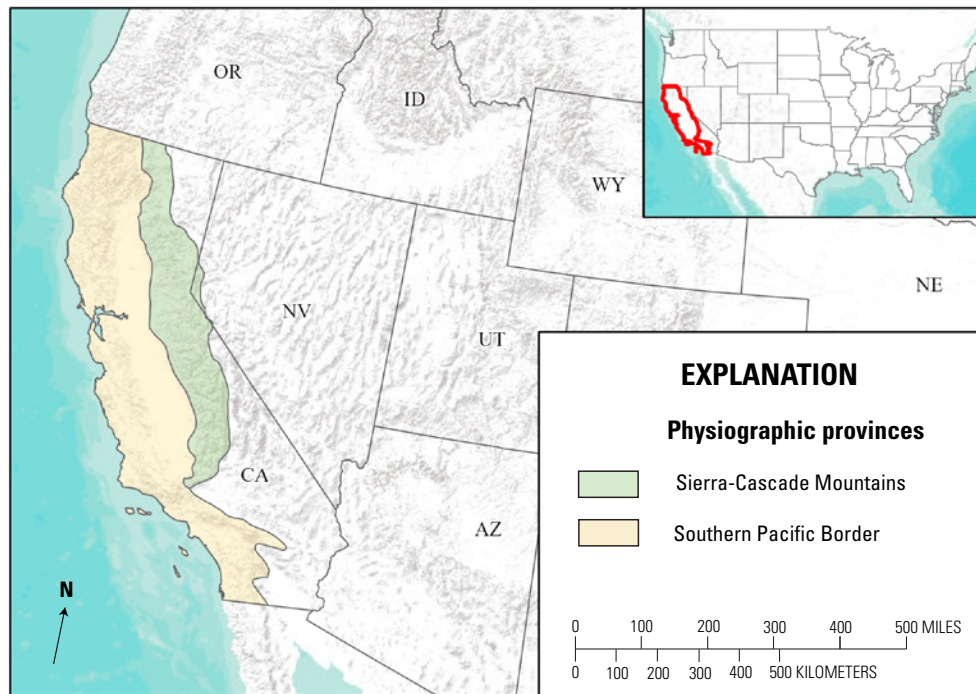 OR
ID
WY
NE
NV
UT
CA
AZ
N
EXPLANATION
Physiographic provinces
Sierra-Cascade Mountains
Southern Pacific Border
0 100 200 300 400 500 MILES
0 100 200 300 400 500 KILOMETERS